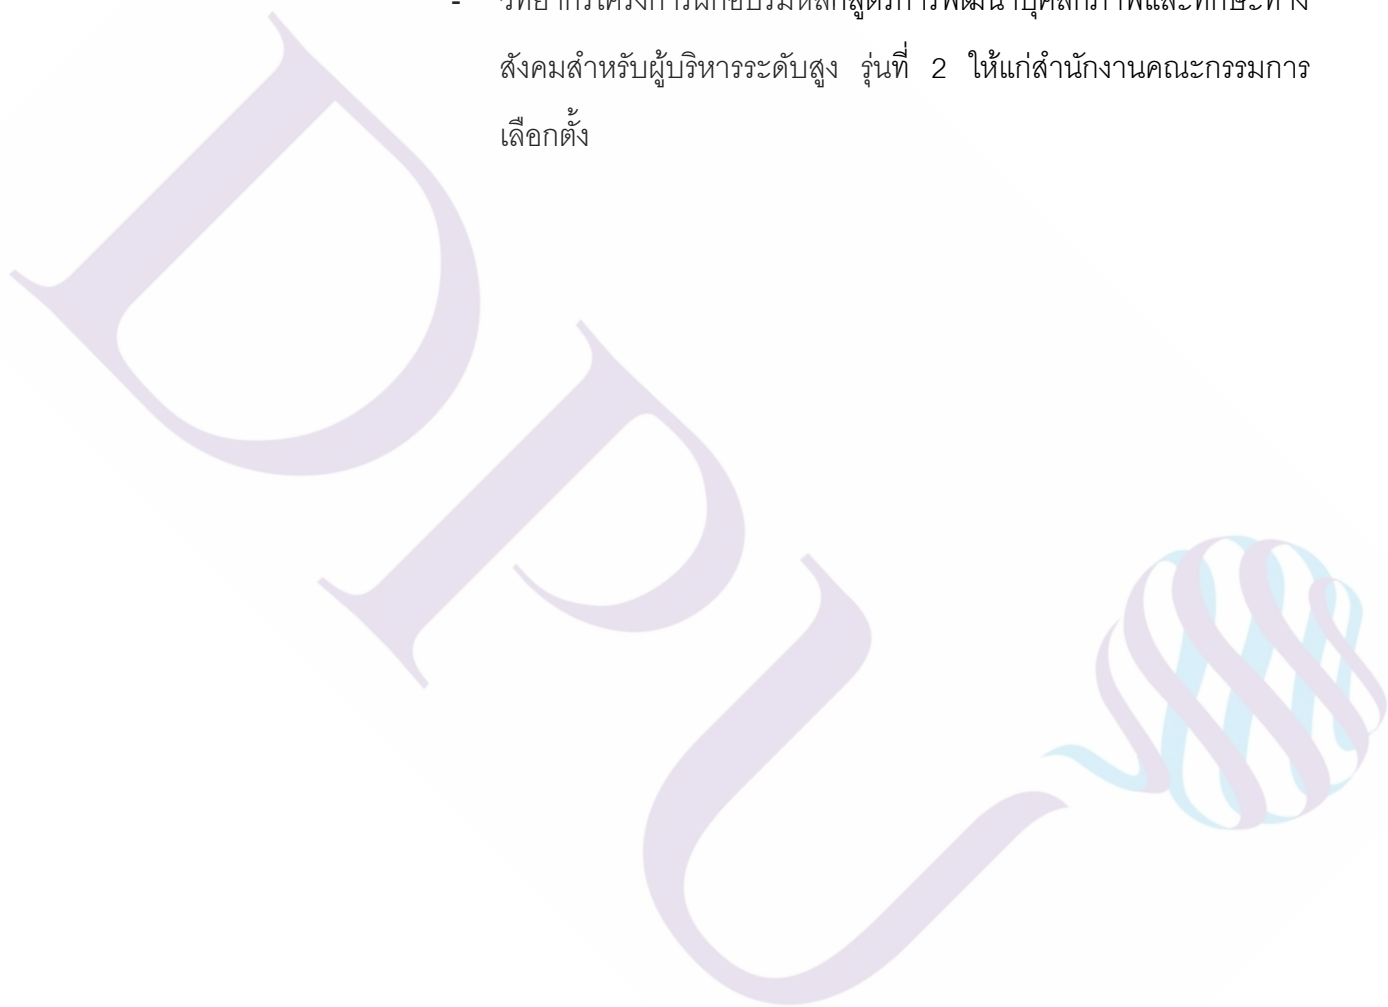 - วิทยากรโครงการฝึกอบรมหลักสูตรการพัฒนาบุคลิกภาพและทักษะทาง
สังคมสำหรับผู้บริหารระดับสูง รุ่นที่ 2 ให้แก่สำนักงานคณะกรรมการ
เลือกตั้ง
DPU